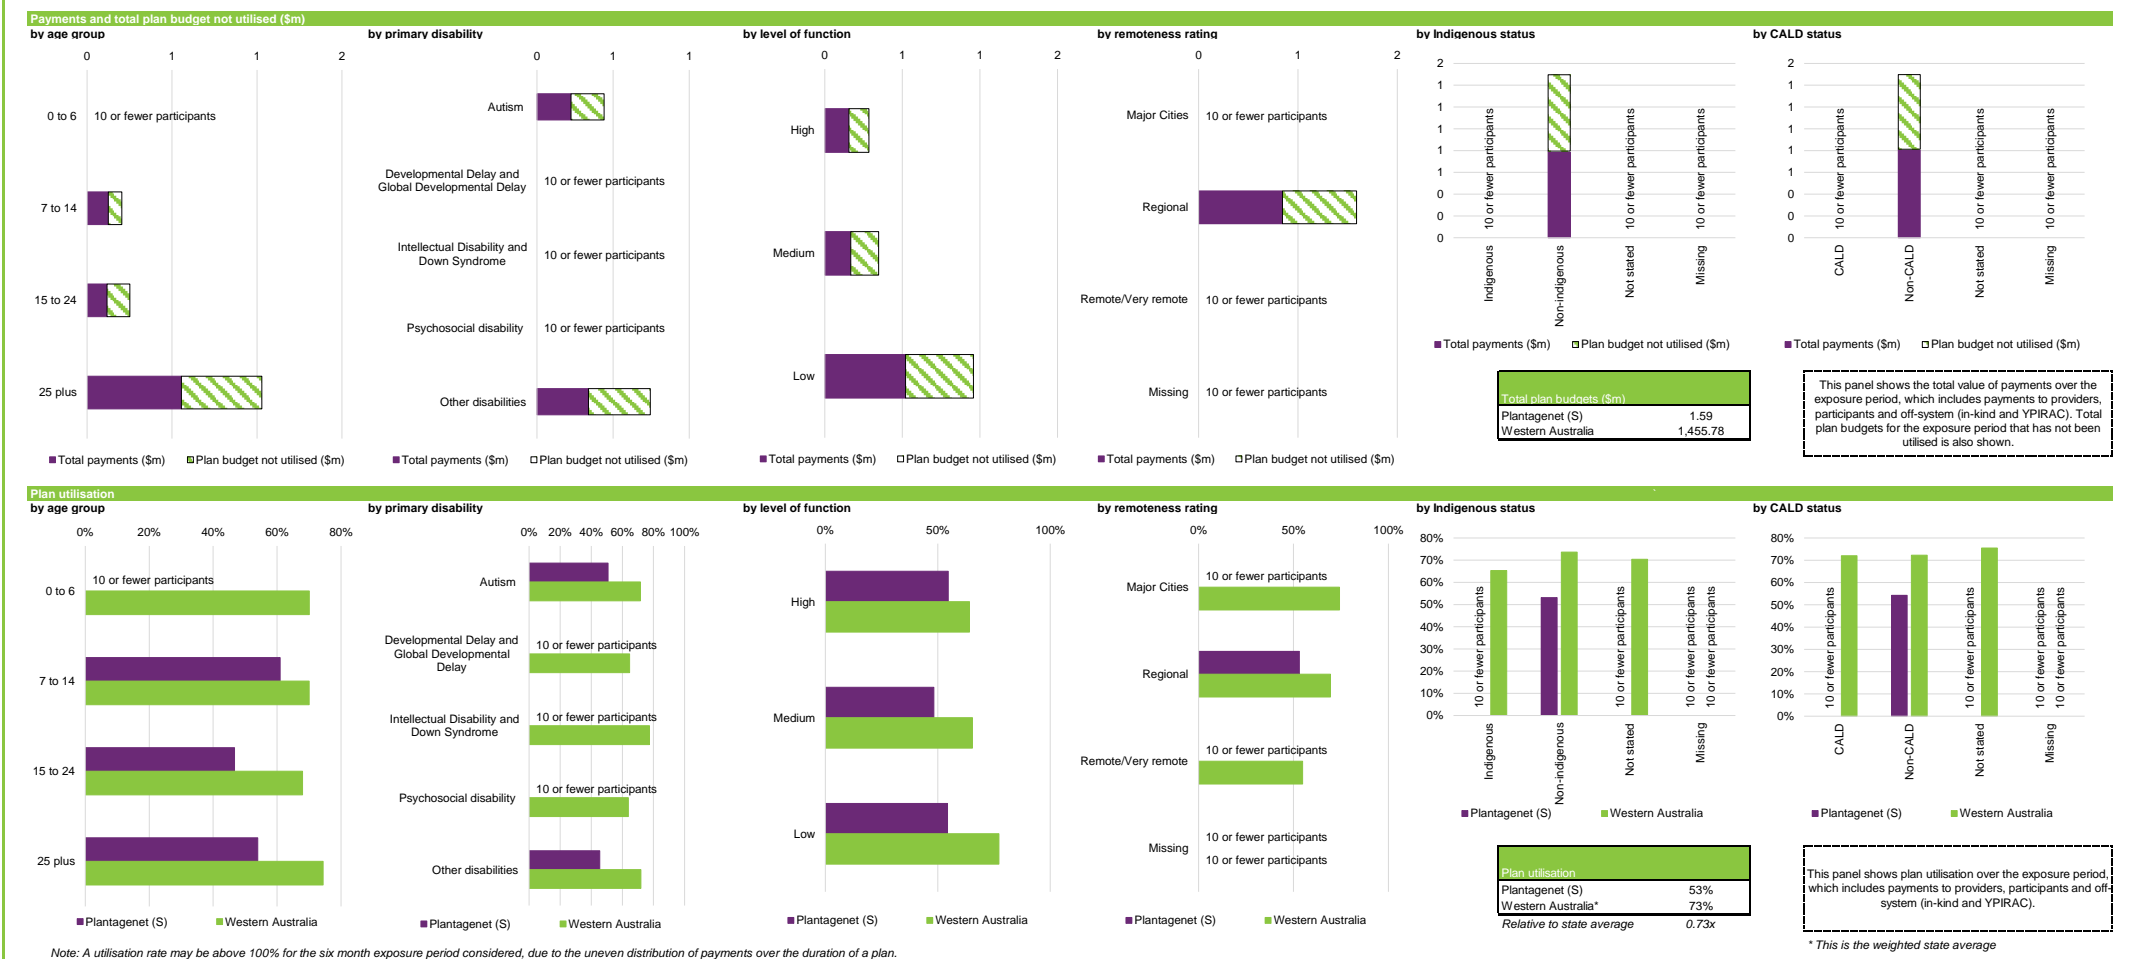 Payments and total plan budget not utilised ($m)
by age group
0 1 1 2
0 to 6
10 or fewer participants
7 to 14
15 to 24
25 plus
Total payments ($m) Plan budget not utilised ($m)
by primary disability
0 1 1
Autism
Developmental Delay and
Global Developmental Delay
10 or fewer participants
Intellectual Disability and
Down Syndrome
10 or fewer participants
Psychosocial disability
10 or fewer participants
Other disabilities
Total payments ($m) Plan budget not utilised ($m)
by level of function
0 1 1 2
High
Medium
Low
Total payments ($m) Plan budget not utilised ($m)
by remoteness rating
0 1 2
Major Cities
10 or fewer participants
Regional
Remote/Very remote
10 or fewer participants
Missing
10 or fewer participants
Total payments ($m) Plan budget not utilised ($m)
by Indigenous status
2
1
1
1
1
1
0
0
0
10 or fewer participants
10 or fewer participants
10 or fewer participants
Indigenous
Non-indigenous
Not stated
Missing
Total payments ($m) Plan budget not utilised ($m)
Total plan budgets ($m)
Plantagenet (S) 1.59
Western Australia 1,455.78
by CALD status
2
1
1
1
1
1
0
0
0
10 or fewer participants
10 or fewer participants
10 or fewer participants
CALD
Non-CALD
Not stated
Missing
Total payments ($m) Plan budget not utilised ($m)
This panel shows the total value of payments over the
exposure period, which includes payments to providers,
participants and off-system (in-kind and YPIRAC). Total
plan budgets for the exposure period that has not been
utilised is also shown.
Plan utilisation
by age group
0% 20% 40% 60% 80%
0 to 6
10 or fewer participants
7 to 14
15 to 24
25 plus
Plantagenet (S) Western Australia
by primary disability
0% 20% 40% 60% 80% 100%
Autism
Developmental Delay and
Global Developmental
Delay
10 or fewer participants
Intellectual Disability and
Down Syndrome
10 or fewer participants
Psychosocial disability
10 or fewer participants
Other disabilities
Plantagenet (S) Western Australia
by level of function
0% 50% 100%
High
Medium
Low
Plantagenet (S) Western Australia
by remoteness rating
0% 50% 100%
Major Cities
10 or fewer participants
Regional
Remote/Very remote
10 or fewer participants
Missing
10 or fewer participants
10 or fewer participants
Plantagenet (S) Western Australia
by Indigenous status
80%
70%
60%
50%
40%
30%
20%
10%
0%
10 or fewer participants
10 or fewer participants
10 or fewer participants
10 or fewer participants
Indigenous
Non-indigenous
Not stated
Missing
Plantagenet (S) Western Australia
Plan utilisation
Plantagenet (S) 53%
Western Australia* 73%
Relative to state average 0.73x
by CALD status
80%
70%
60%
50%
40%
30%
20%
10%
0%
10 or fewer participants
10 or fewer participants
10 or fewer participants
10 or fewer participants
CALD
Non-CALD
Not stated
Missing
Plantagenet (S) Western Australia
This panel shows plan utilisation over the exposure period,
which includes payments to providers, participants and off-
system (in-kind and YPIRAC).
* This is the weighted state average
Note: A utilisation rate may be above 100% for the six month exposure period considered, due to the uneven distribution of payments over the duration of a plan.